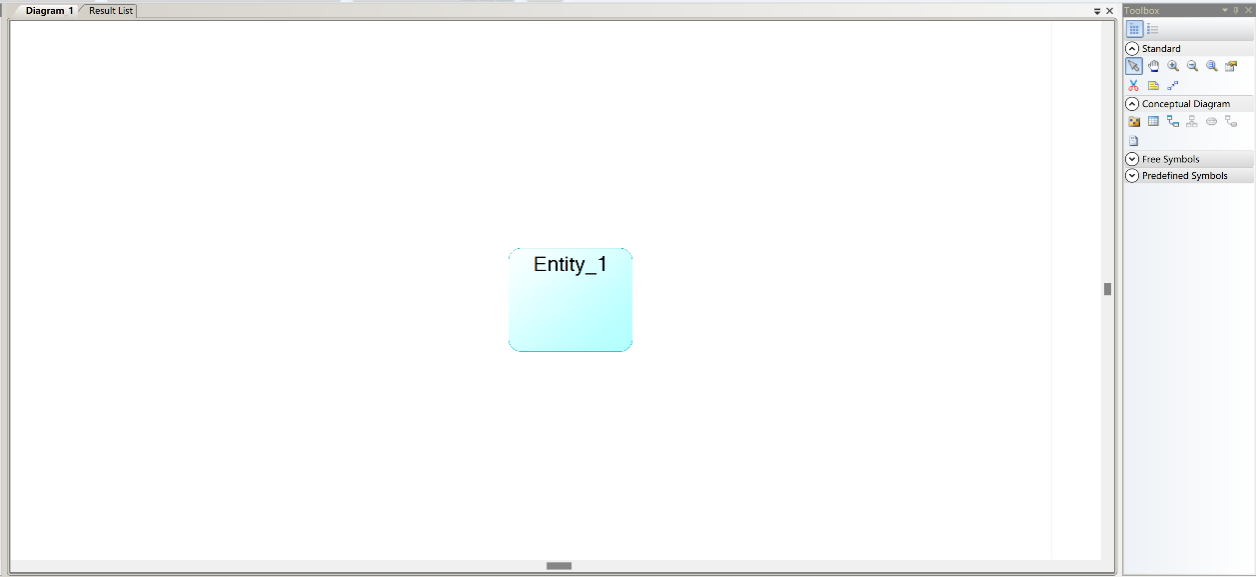 Diagram 1
Result List
Toolbox
Standard
Conceptual Diagram
Free Symbols
Predefined Symbols
Entity_1